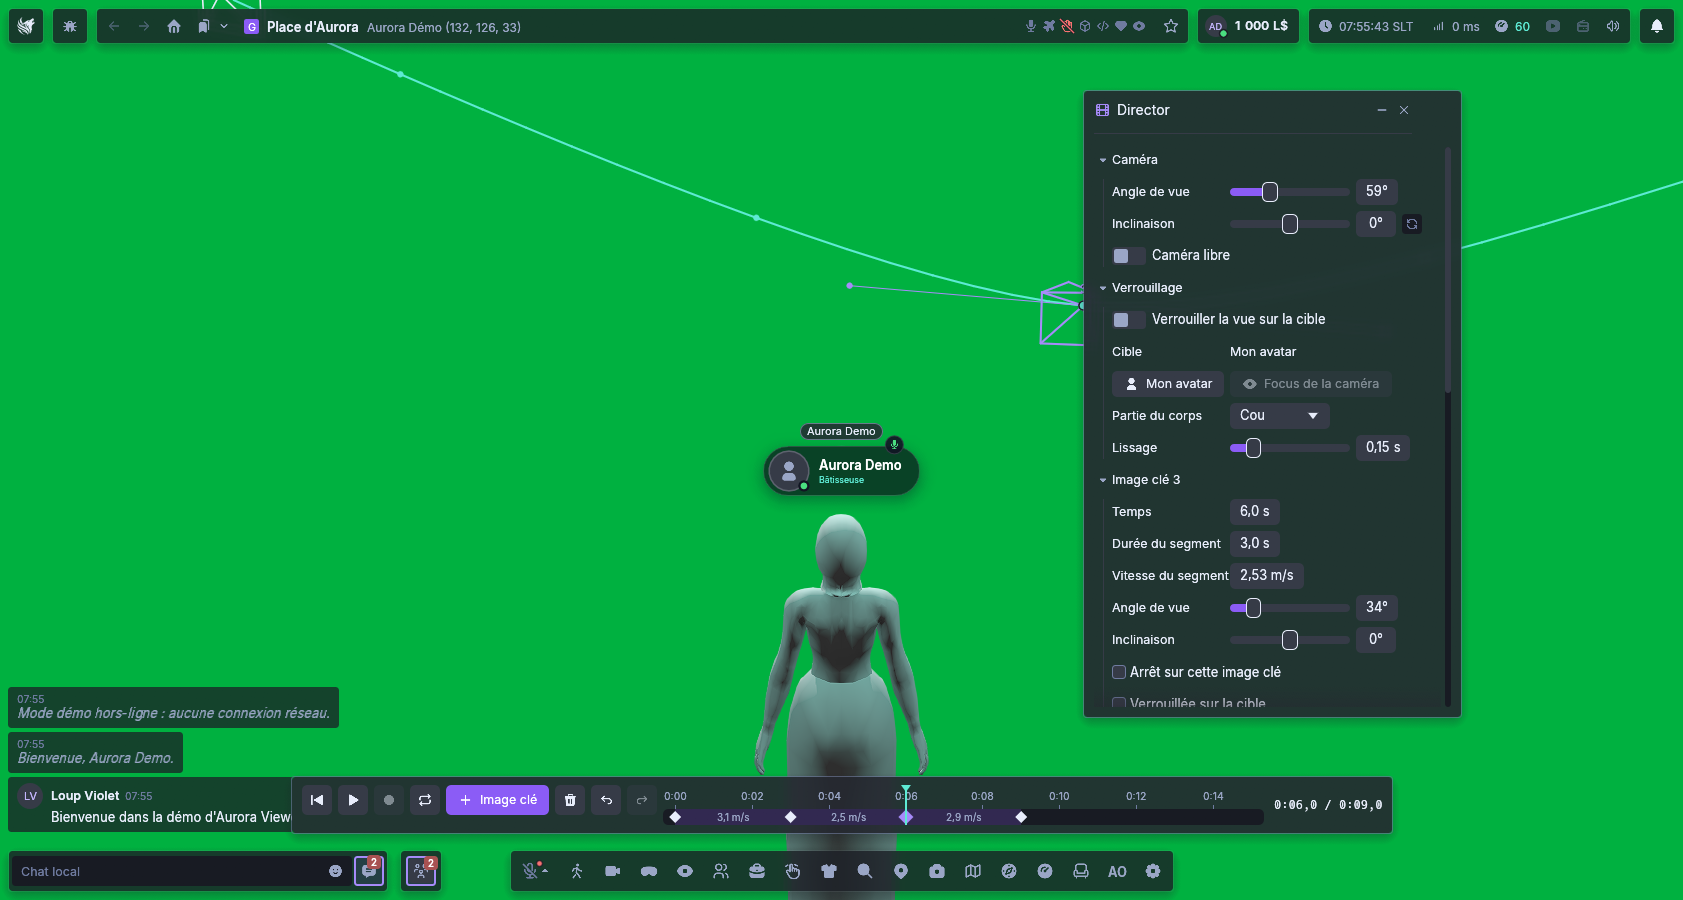 G Place d'Aurora Aurora Démo (132, 126, 33)
AD 1 000 L$
07:55:43 SLT 0 ms 60
Director
Caméra
Angle de vue 59°
Inclinaison 0°
Caméra libre
Verrouillage
Verrouiller la vue sur la cible
Cible Mon avatar
Mon avatar Focus de la caméra
Partie du corps Cou
Lissage 0,15 s
Image clé 3
Temps 6,0 s
Durée du segment 3,0 s
Vitesse du segment 2,53 m/s
Angle de vue 34°
Inclinaison 0°
Arrêt sur cette image clé
Verrouillée sur la cible
Aurora Demo
Aurora Demo
Bâtisseuse
07:55
Mode démo hors-ligne : aucune connexion réseau.
07:55
Bienvenue, Aurora Demo.
LV Loup Violet 07:55
Bienvenue dans la démo d'Aurora View
Image clé
0:00 0:02 0:04 0:06 0:08 0:10 0:12 0:14
3,1 m/s 2,5 m/s 2,9 m/s
0:06,0 / 0:09,0
Chat local 2 2
AO